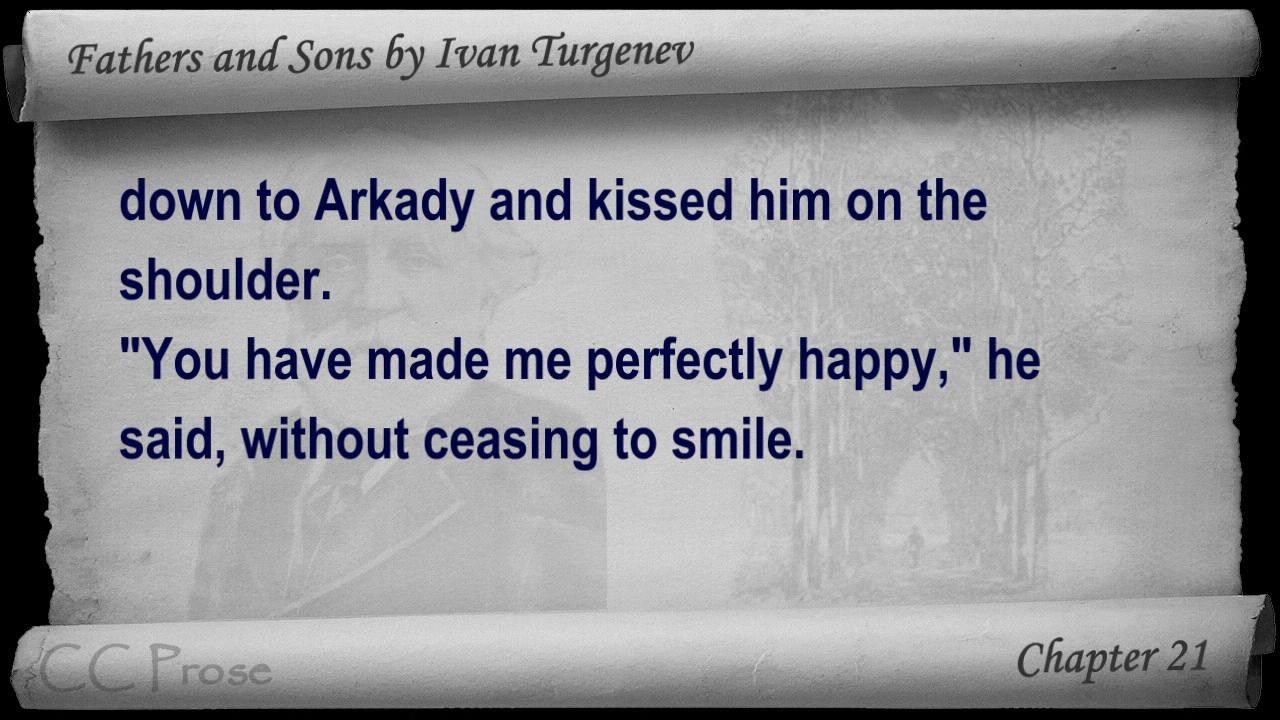 Fathers and Sons by Ivan Turgenev
down to Arkady and kissed him on the
shoulder.
"You have made me perfectly happy," he
said, without ceasing to smile.
CC Prose
Chapter 21